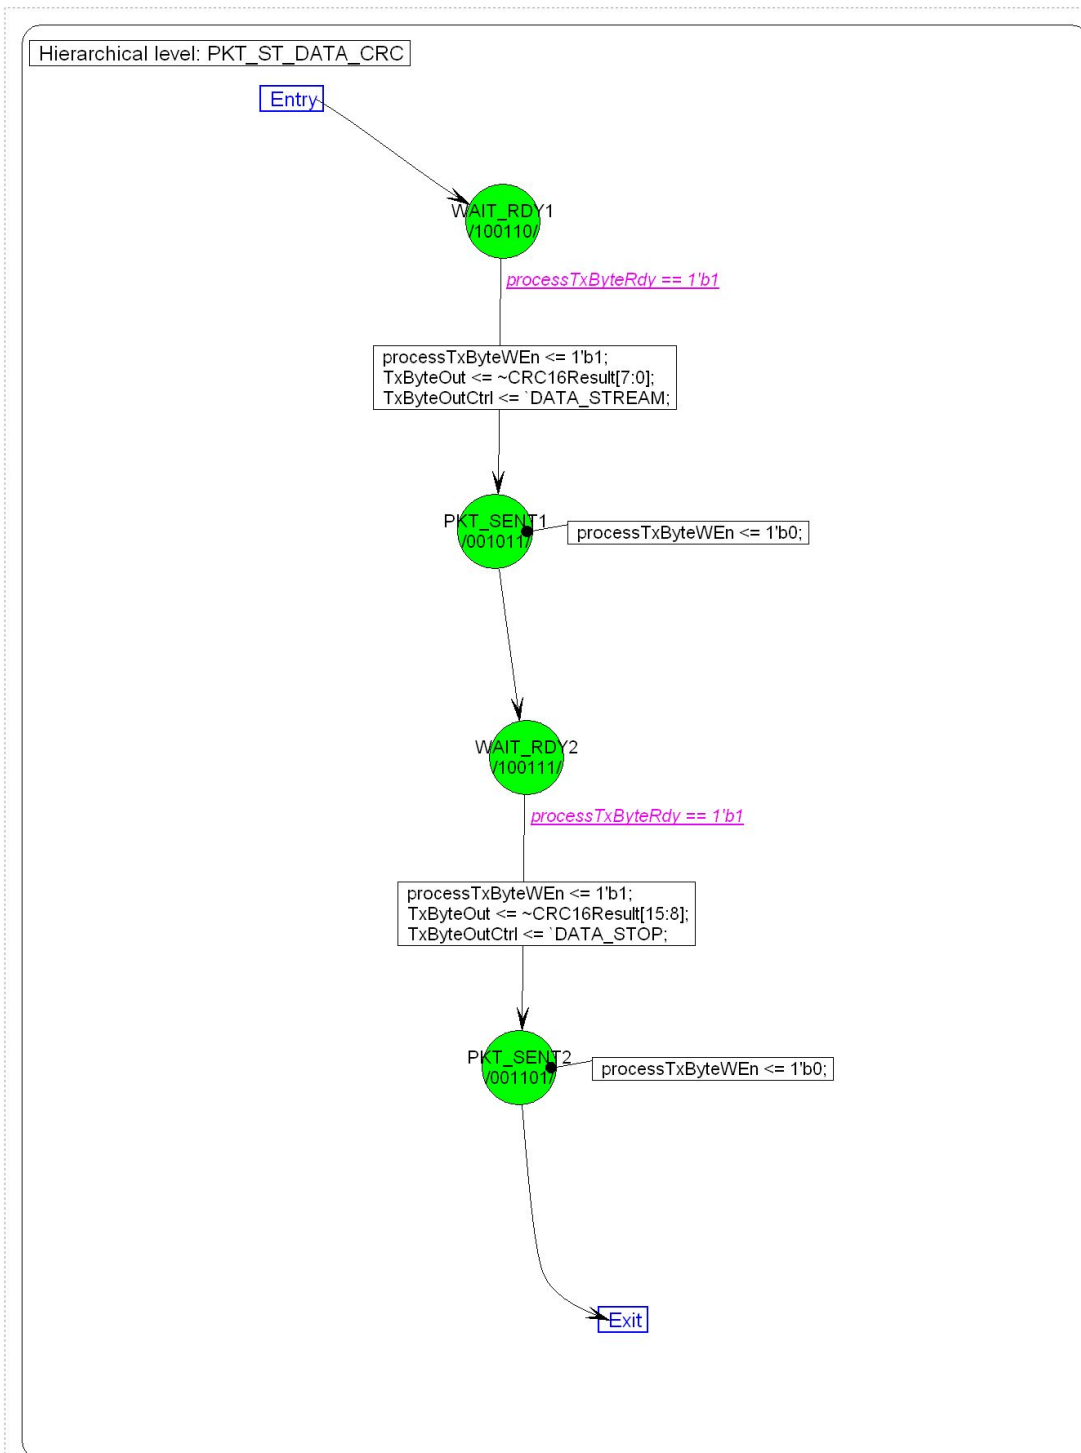 Hierarchical level: PKT_ST_DATA_CRC
Entry
WAIT_RDY1
/100110/
processTxByteRdy == 1'b1
processTxByteWEn <= 1'b1;
TxByteOut <= ~CRC16Result[7:0];
TxByteOutCtrl <= `DATA_STREAM;
PKT_SENT1
/001011/
processTxByteWEn <= 1'b0;
WAIT_RDY2
/100111/
processTxByteRdy == 1'b1
processTxByteWEn <= 1'b1;
TxByteOut <= ~CRC16Result[15:8];
TxByteOutCtrl <= `DATA_STOP;
PKT_SENT2
/001101/
processTxByteWEn <= 1'b0;
Exit